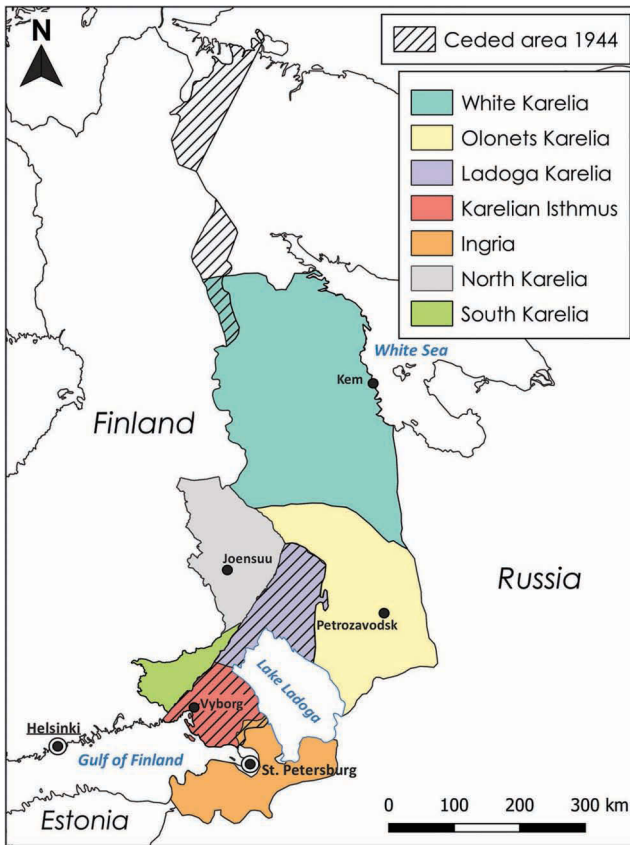 N
Ceded area 1944
White Karelia
Olonets Karelia
Ladoga Karelia
Karelian Isthmus
Ingria
North Karelia
South Karelia
White Sea
Kem
Finland
Joensuu
Russia
Petrozavodsk
Lake Ladoga
Vyborg
Helsinki
Gulf of Finland
St. Petersburg
Estonia
0 100 200 300 km